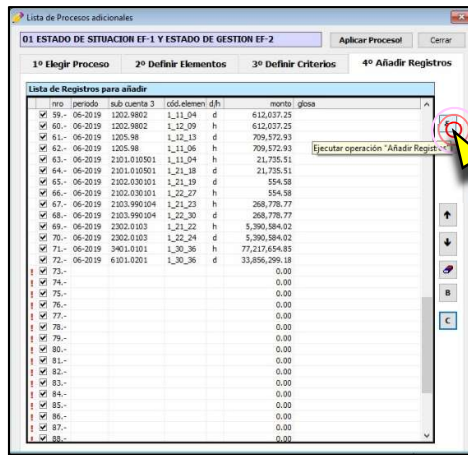 Lista de Procesos adicionales
01 ESTADO DE SITUACION EF-1 Y ESTADO DE GESTION EF-2 Aplicar Proceso! Cerrar
1º Elegir Proceso 2º Definir Elementos 3º Definir Criterios 4º Añadir Registros
Lista de Registros para añadir
nro periodo sub cuenta 3 cód.elemen d/h monto glosa
59.- 06-2019 1202.9802 1_11_04 d 612,037.25
60.- 06-2019 1202.9802 1_12_09 h 612,037.25
61.- 06-2019 1205.98 1_12_13 d 709,572.93
62.- 06-2019 1205.98 1_11_06 h 709,572.93
Ejecutar operación "Añadir Registros"
63.- 06-2019 2101.010501 1_11_04 h 21,735.51
64.- 06-2019 2101.010501 1_21_18 d 21,735.51
65.- 06-2019 2102.030101 1_21_19 d 554.58
66.- 06-2019 2102.030101 1_22_27 h 554.58
67.- 06-2019 2103.990104 1_21_23 h 268,778.77
68.- 06-2019 2103.990104 1_22_30 d 268,778.77
69.- 06-2019 2302.0103 1_21_22 h 5,390,584.02
70.- 06-2019 2302.0103 1_22_24 d 5,390,584.02
71.- 06-2019 3401.0101 1_30_36 h 77,217,654.85
72.- 06-2019 6101.0201 1_30_36 d 33,856,299.18
! 73.- 0.00
! 74.- 0.00
! 75.- 0.00
! 76.- 0.00
! 77.- 0.00
! 78.- 0.00
! 79.- 0.00
! 80.- 0.00
! 81.- 0.00
! 82.- 0.00
! 83.- 0.00
! 84.- 0.00
! 85.- 0.00
! 86.- 0.00
! 87.- 0.00
! 88.- 0.00
B
C